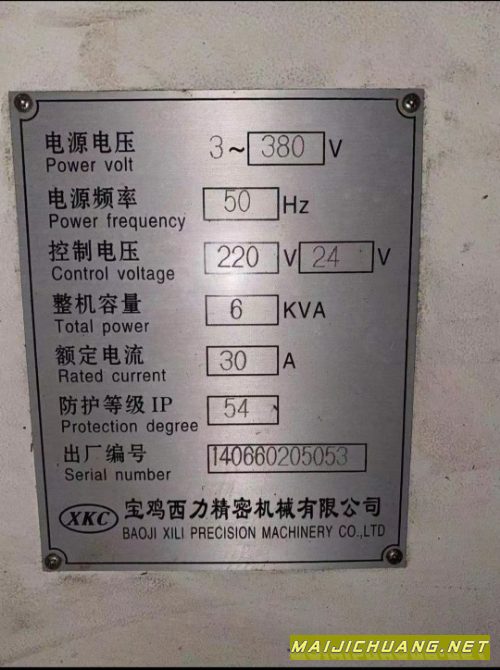 电源电压 3~ 380 V
Power volt
电源频率 50 Hz
Power frequency
控制电压 220 V 24 V
Control voltage
整机容量 6 KVA
Total power
额定电流 30 A
Rated current
防护等级 IP 54
Protection degree
出厂编号 140660205053
Serial number
XKC 宝鸡西力精密机械有限公司
BAOJI XILI PRECISION MACHINERY CO.,LTD
MAIJICHUANG.NET